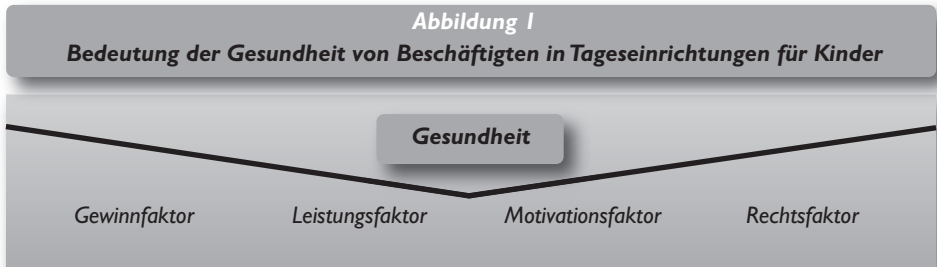 Abbildung 1
Bedeutung der Gesundheit von Beschäftigten in Tageseinrichtungen für Kinder
Gesundheit
Gewinnfaktor Leistungsfaktor Motivationsfaktor Rechtsfaktor